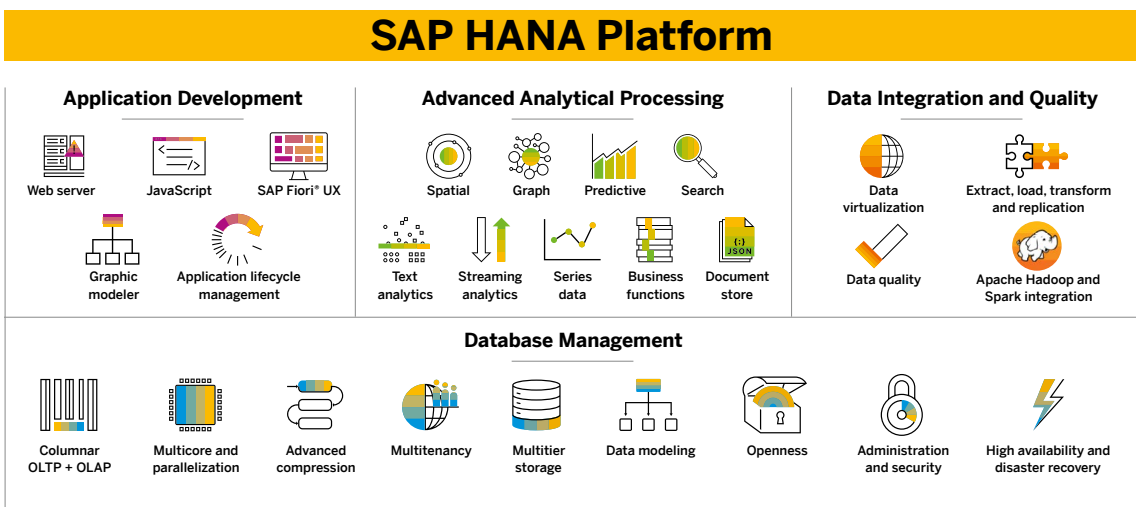 SAP HANA Platform
Application Development
Web server
JavaScript
SAP Fiori® UX
Graphic
modeler
Application lifecycle
management
Advanced Analytical Processing
Spatial
Graph
Predictive
Search
Text
analytics
Streaming
analytics
Series
data
Business
functions
{;}
JSON
Document
store
Data Integration and Quality
Data
virtualization
Extract, load, transform
and replication
Data quality
Apache Hadoop and
Spark integration
Database Management
Columnar
OLTP + OLAP
Multicore and
parallelization
Advanced
compression
Multitenancy
Multitier
storage
Data modeling
Openness
Administration
and security
High availability and
disaster recovery